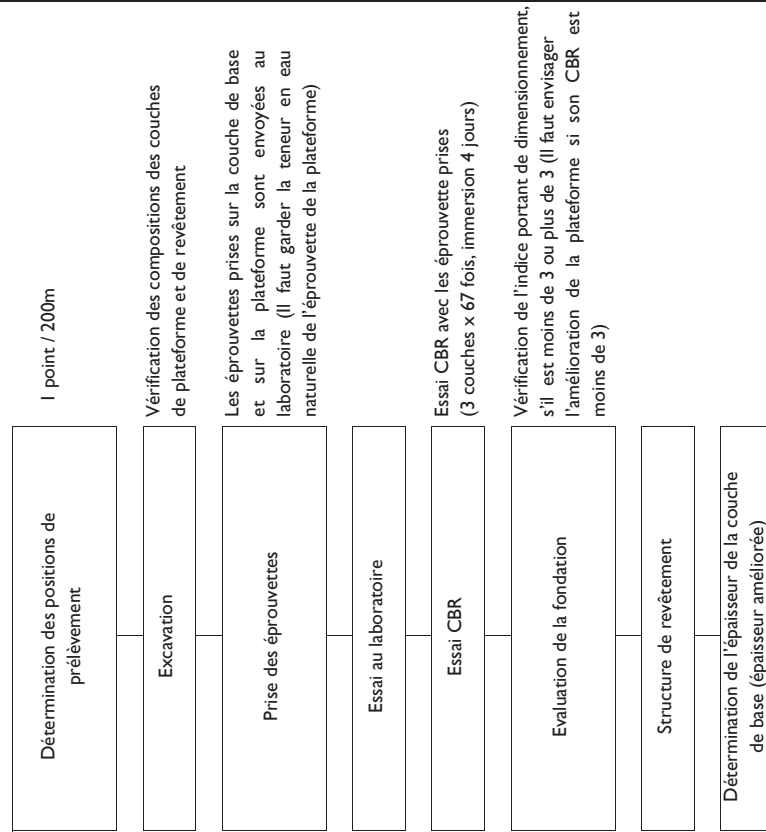 Détermination des positions de
prélèvement
1 point / 200m
Excavation
Vérification des compositions des couches
de plateforme et de revêtement
Prise des éprouvettes
Les éprouvettes prises sur la couche de base
et sur la plateforme sont envoyées au
laboratoire (Il faut garder la teneur en eau
naturelle de l'éprouvette de la plateforme)
Essai au laboratoire
Essai CBR
Essai CBR avec les éprouvette prises
(3 couches x 67 fois, immersion 4 jours)
Evaluation de la fondation
Vérification de l'indice portant de dimensionnement,
s'il est moins de 3 ou plus de 3 (Il faut envisager
l'amélioration de la plateforme si son CBR est
moins de 3)
Structure de revêtement
Détermination de l'épaisseur de la couche
de base (épaisseur améliorée)